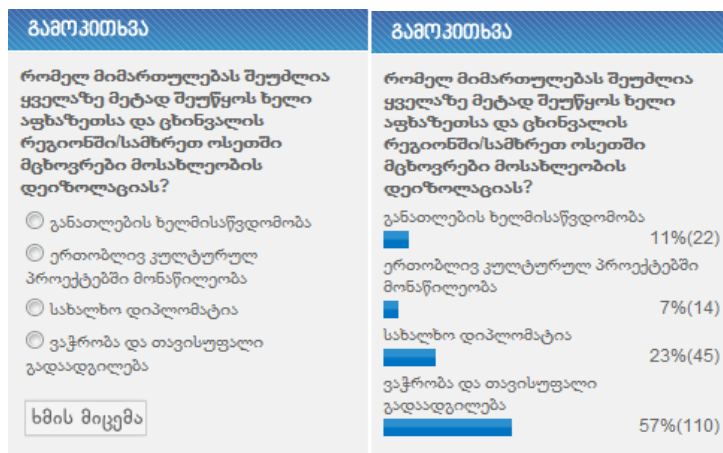 გამოკითხვა
რომელ მიმართულებას შეუძლია
ყველაზე მეტად შეუწყოს ხელი
აფხაზეთსა და ცხინვალის
რეგიონში/სამხრეთ ოსეთში
მცხოვრები მოსახლეობის
დეიზოლაციას?
განათლების ხელმისაწვდომობა
ერთობლივ კულტურულ
პროექტებში მონაწილეობა
სახალხო დიპლომატია
ვაჭრობა და თავისუფალი
გადაადგილება
ხმის მიცემა
გამოკითხვა
რომელ მიმართულებას შეუძლია
ყველაზე მეტად შეუწყოს ხელი
აფხაზეთსა და ცხინვალის
რეგიონში/სამხრეთ ოსეთში
მცხოვრები მოსახლეობის
დეიზოლაციას?
განათლების ხელმისაწვდომობა
11%(22)
ერთობლივ კულტურულ პროექტებში
მონაწილეობა
7%(14)
სახალხო დიპლომატია
23%(45)
ვაჭრობა და თავისუფალი
გადაადგილება
57%(110)